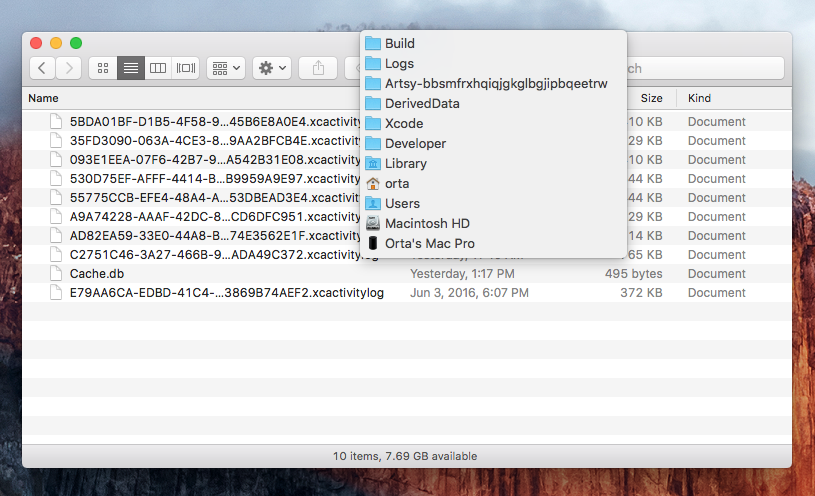 Build
Logs
Artsy-bbsmfrxhqiqjgkglbgjipbqeetrw
DerivedData
Xcode
Developer
Library
orta
Users
Macintosh HD
Orta's Mac Pro
rch
Name Size Kind
5BDA01BF-D1B5-4F58-9...45B6E8A0E4.xcactivity 10 KB Document
35FD3090-063A-4CE3-8...9AA2BFCB4E.xcactivity 29 KB Document
093E1EEA-07F6-42B7-9...A542B31E08.xcactivity 10 KB Document
530D75EF-AFFF-4414-B...B9959A9E97.xcactivity 44 KB Document
55775CCB-EFE4-48A4-A...53DBEAD3E4.xcactivity 44 KB Document
A9A74228-AAAF-42DC-8...CD6DFC951.xcactivity 29 KB Document
AD82EA59-33E0-44A8-B...74E3562E1F.xcactivity 24 KB Document
C2751C46-3A27-466B-9...ADA49C372.xcactivitylog 765 KB Document
Cache.db Yesterday, 1:17 PM 495 bytes Document
E79AA6CA-EDBD-41C4-...3869B74AEF2.xcactivitylog Jun 3, 2016, 6:07 PM 372 KB Document
10 items, 7.69 GB available